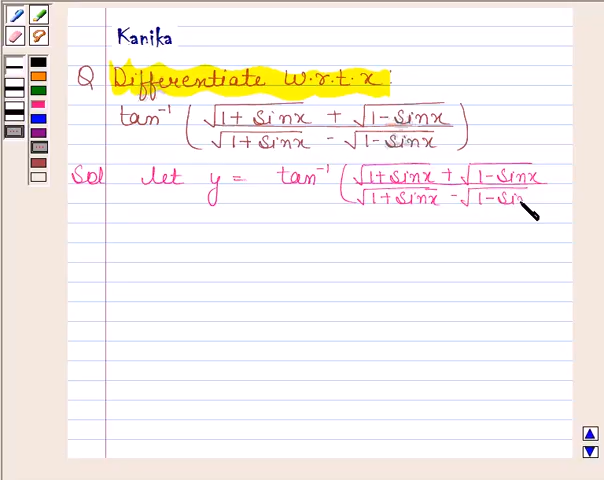 Kanika
Q Differentiate w.r.t. x :
tan⁻¹ ( (√(1 + sinx) + √(1 - sinx)) / (√(1 + sinx) - √(1 - sinx)) )
Sol let y = tan⁻¹ ( (√(1+sinx) + √(1-sinx)) / (√(1+sinx) - √(1-sin